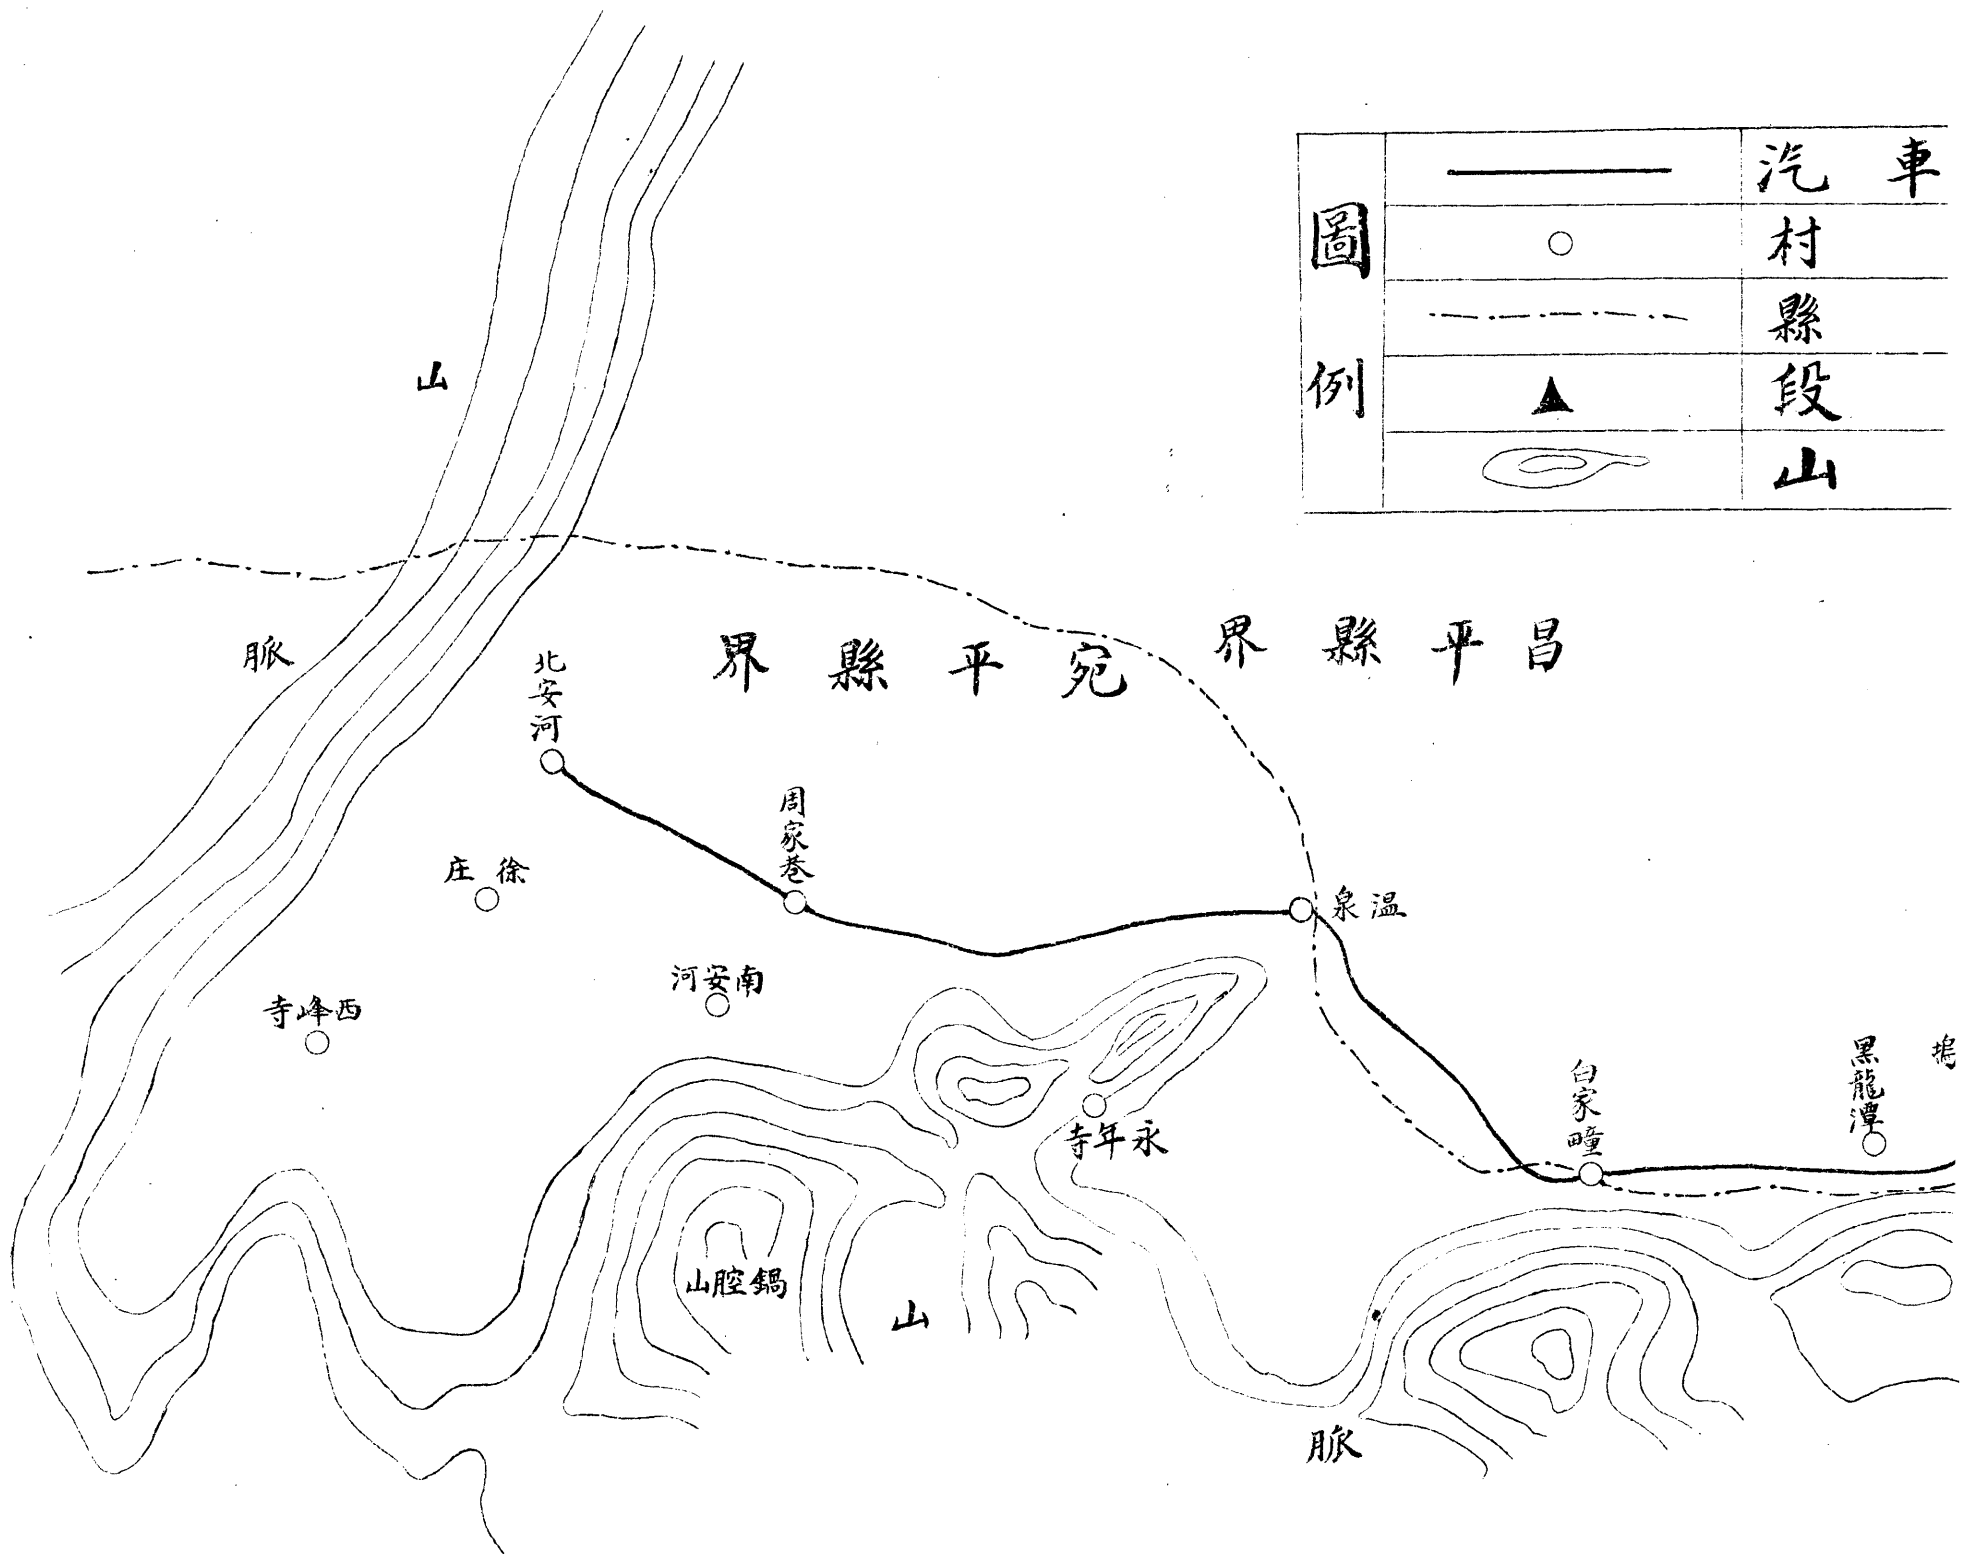 圖例
汽車
村
縣
段
山
山
脈
昌平縣界
宛平縣界
北安河
周家巷
徐庄
溫泉
南安河
西峰寺
永年寺
白家疃
黑龍潭
塢
鍋腔山
山
脈